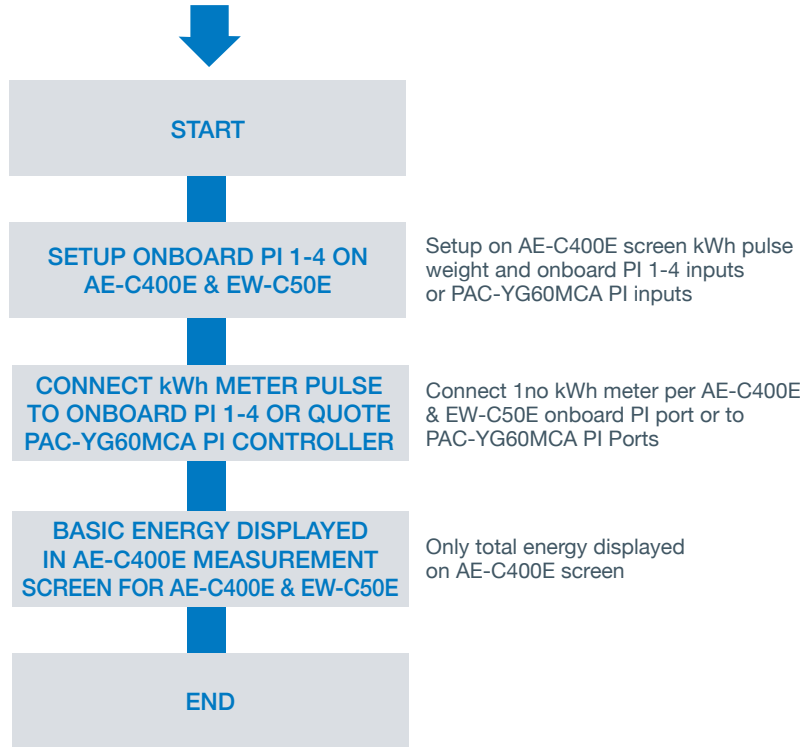 START
SETUP ONBOARD PI 1-4 ON
AE-C400E & EW-C50E
Setup on AE-C400E screen kWh pulse
weight and onboard PI 1-4 inputs
or PAC-YG60MCA PI inputs
CONNECT kWh METER PULSE
TO ONBOARD PI 1-4 OR QUOTE
PAC-YG60MCA PI CONTROLLER
Connect 1no kWh meter per AE-C400E
& EW-C50E onboard PI port or to
PAC-YG60MCA PI Ports
BASIC ENERGY DISPLAYED
IN AE-C400E MEASUREMENT
SCREEN FOR AE-C400E & EW-C50E
Only total energy displayed
on AE-C400E screen
END